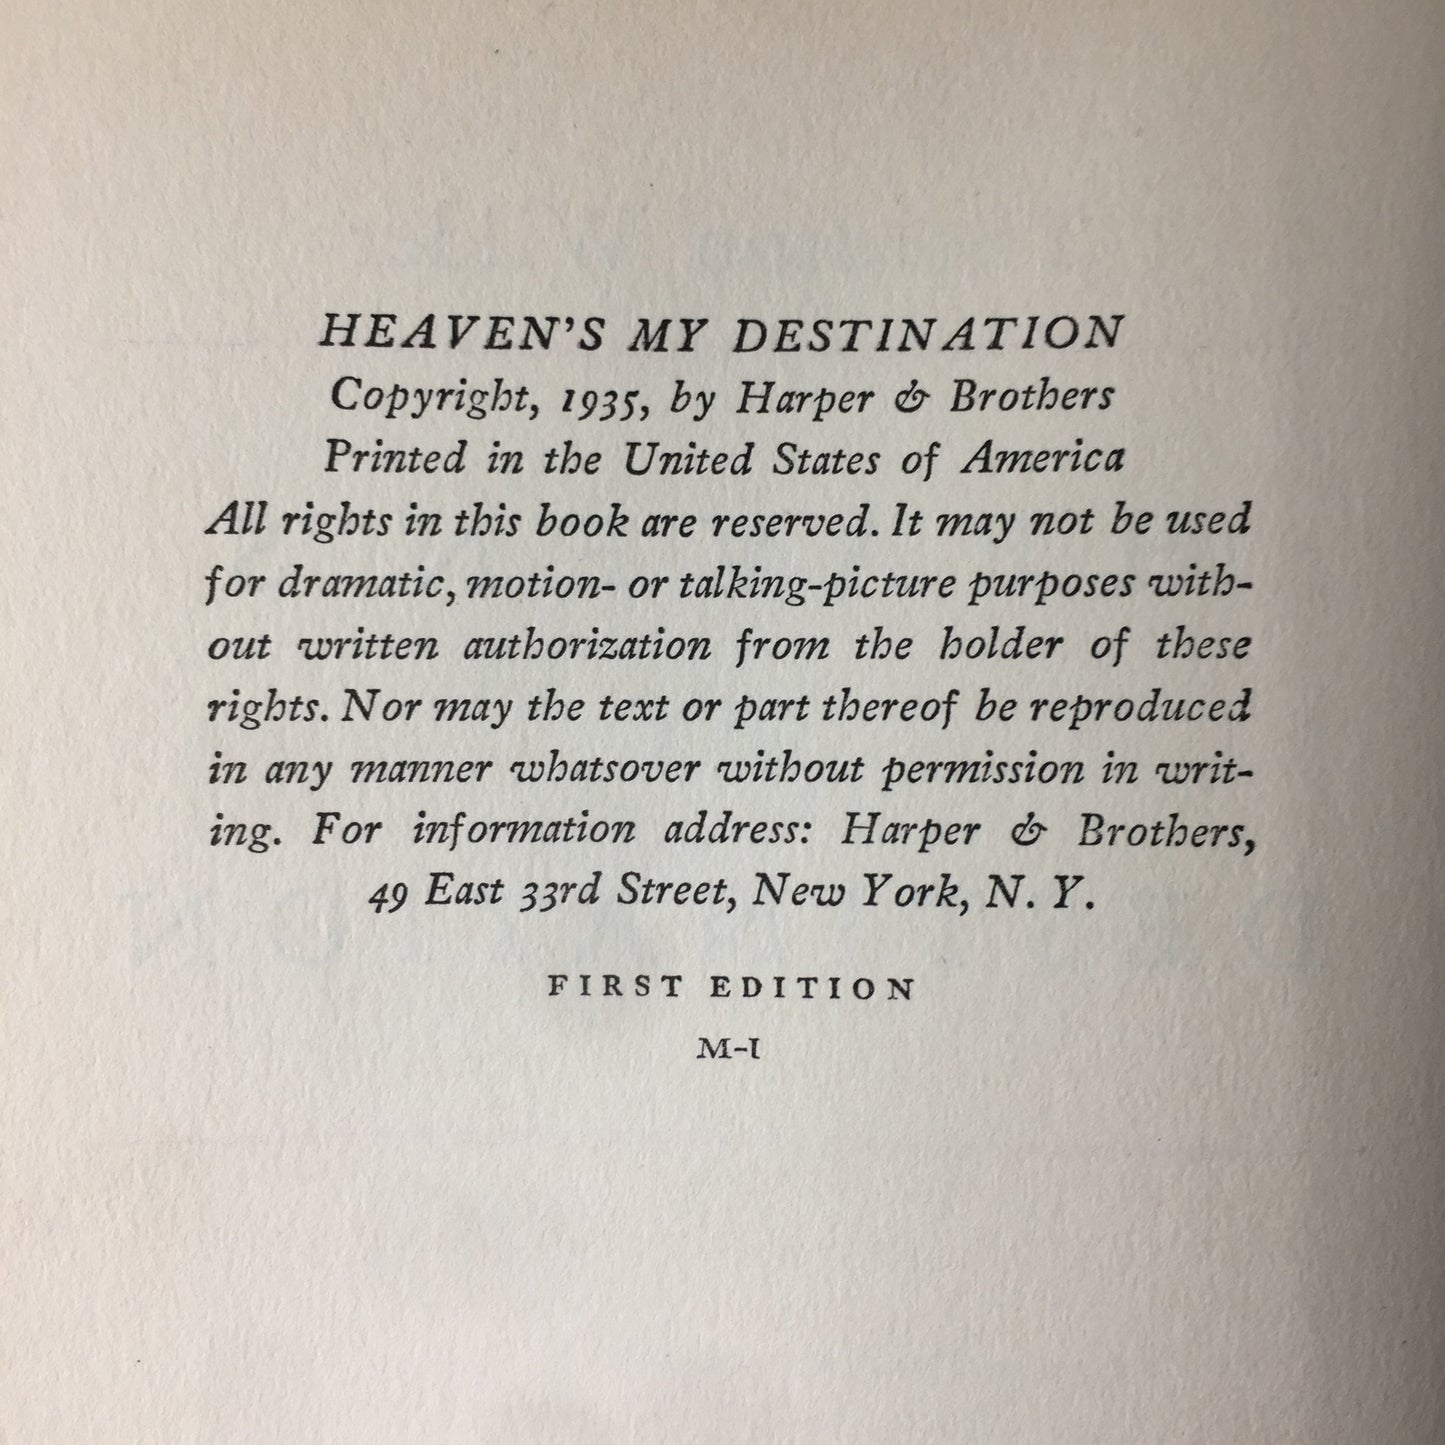 HEAVEN'S MY DESTINATION
Copyright, 1935, by Harper & Brothers
Printed in the United States of America
All rights in this book are reserved. It may not be used
for dramatic, motion- or talking-picture purposes with-
out written authorization from the holder of these
rights. Nor may the text or part thereof be reproduced
in any manner whatsover without permission in writ-
ing. For information address: Harper & Brothers,
49 East 33rd Street, New York, N. Y.
FIRST EDITION
M-I